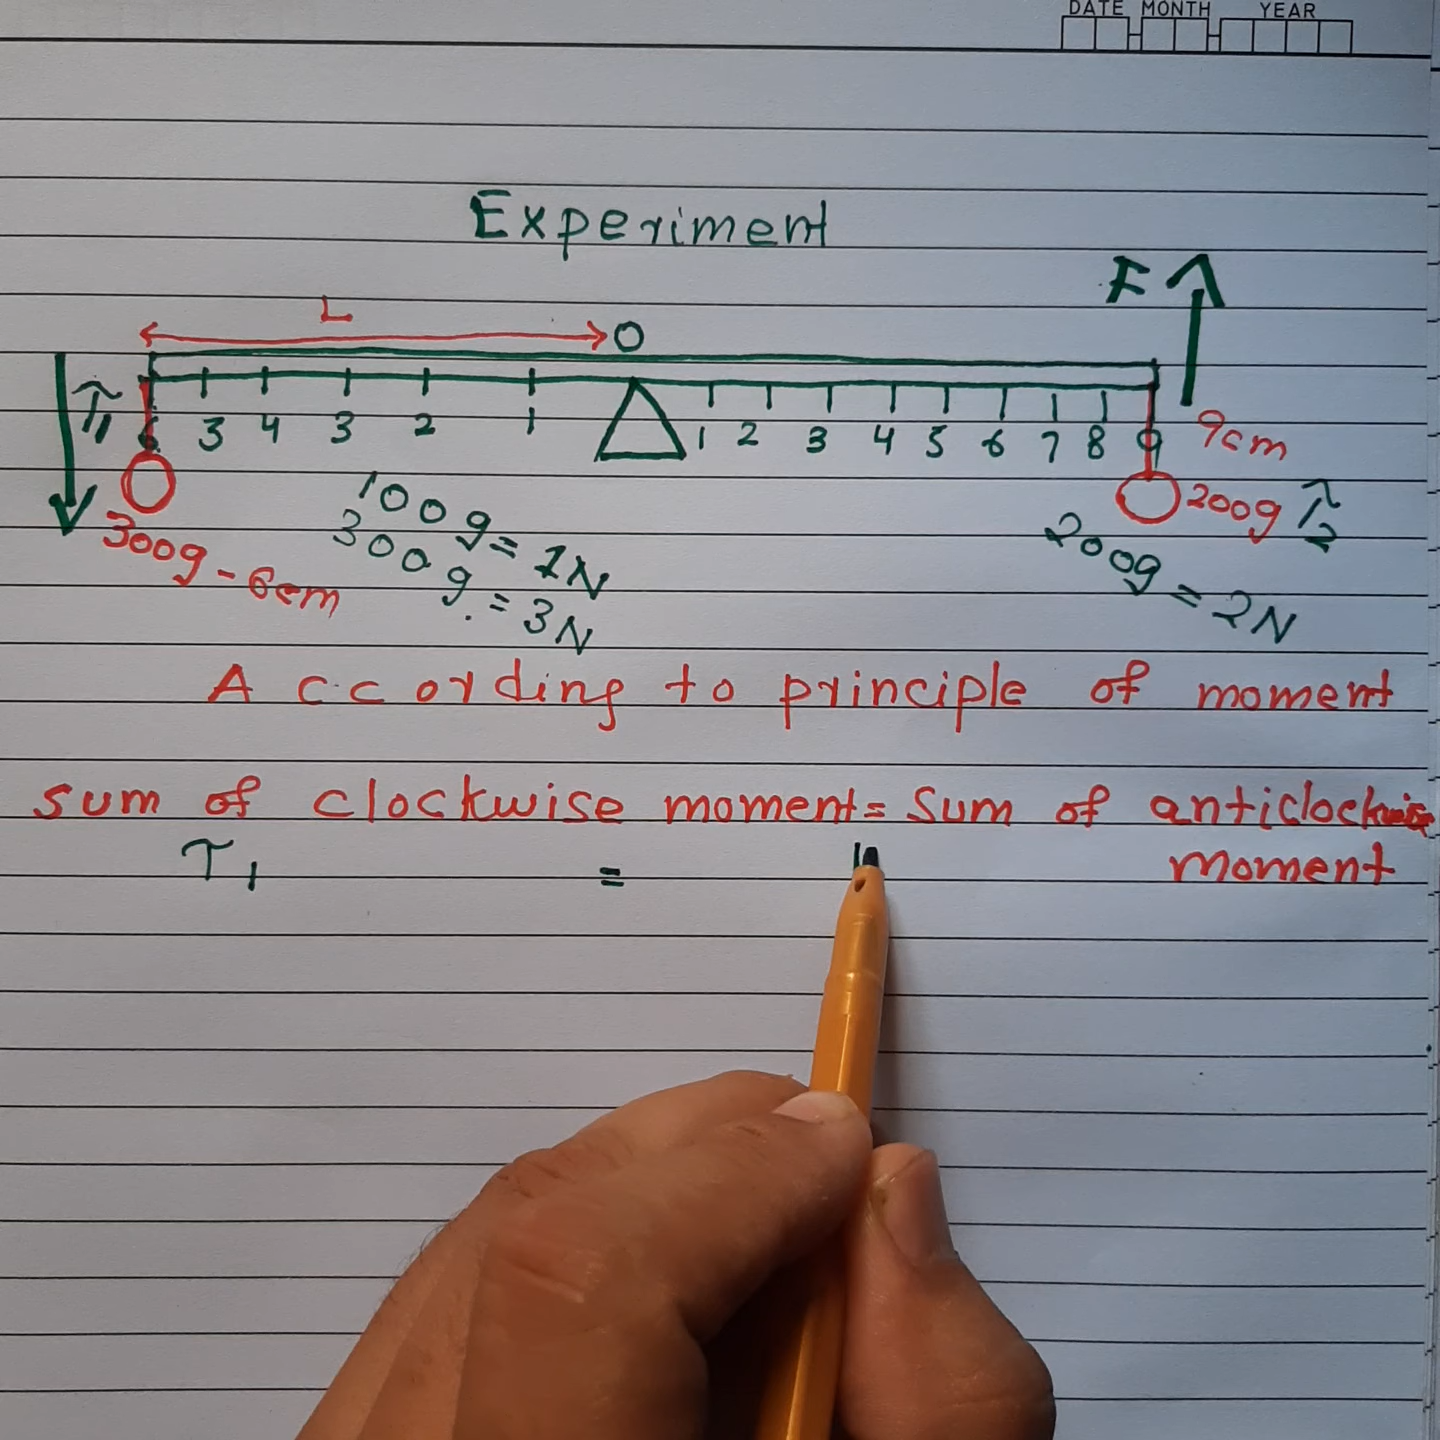 DATE MONTH YEAR
Experiment
F
L
O
τ1
6 3 4 3 2 1 1 2 3 4 5 6 7 8 9
9cm
300g - 6cm
100g = 1N
300g. = 3N
200g τ2
200g = 2N
According to principle of moment
sum of clockwise moment = Sum of anticlockwise
moment
τ1 =